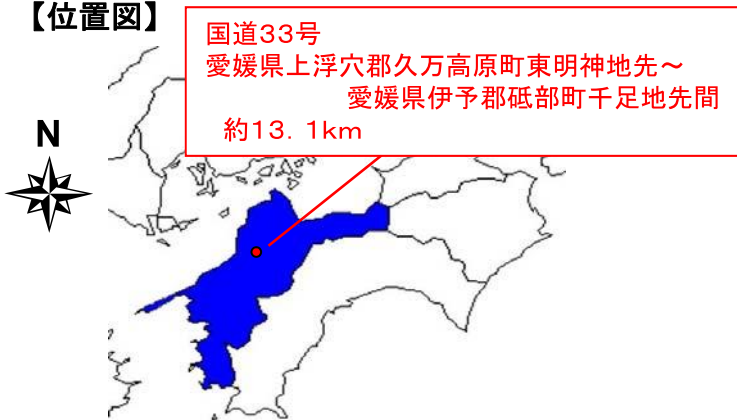 【位置図】
国道33号
愛媛県上浮穴郡久万高原町東明神地先～
愛媛県伊予郡砥部町千足地先間
約13．1km
N